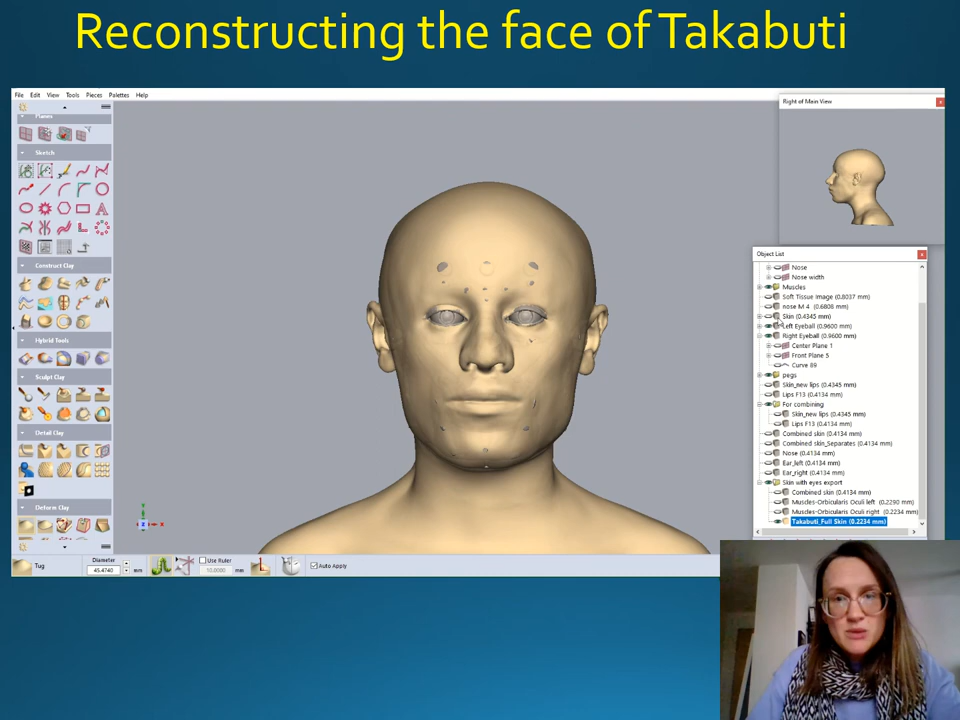 Reconstructing the face of Takabuti
File Edit View Tools Pieces Palettes Help
Planes
Sketch
Construct Clay
Hybrid Tools
Sculpt Clay
Detail Clay
Deform Clay
Tug
Diameter
45.4740 mm
Use Ruler
10.0000 mm
Auto Apply
Right of Main View
Object List
Nose
Nose width
Muscles
Soft Tissue Image (0.8037 mm)
nose M 4 (0.6808 mm)
Skin (0.4345 mm)
Left Eyeball (0.9600 mm)
Right Eyeball (0.9600 mm)
Center Plane 1
Front Plane 5
Curve 89
pegs
Skin_new lips (0.4345 mm)
Lips F13 (0.4134 mm)
For combining
Skin_new lips (0.4345 mm)
Lips F13 (0.4134 mm)
Combined skin (0.4134 mm)
Combined skin_Separates (0.4134 mm)
Nose (0.4134 mm)
Ear_left (0.4134 mm)
Ear_right (0.4134 mm)
Skin with eyes export
Combined skin (0.4134 mm)
Muscles-Orbicularis Oculi left (0.2290 mm)
Muscles-Orbicularis Oculi right (0.2234 mm)
Takabuti_Full Skin (0.2234 mm)